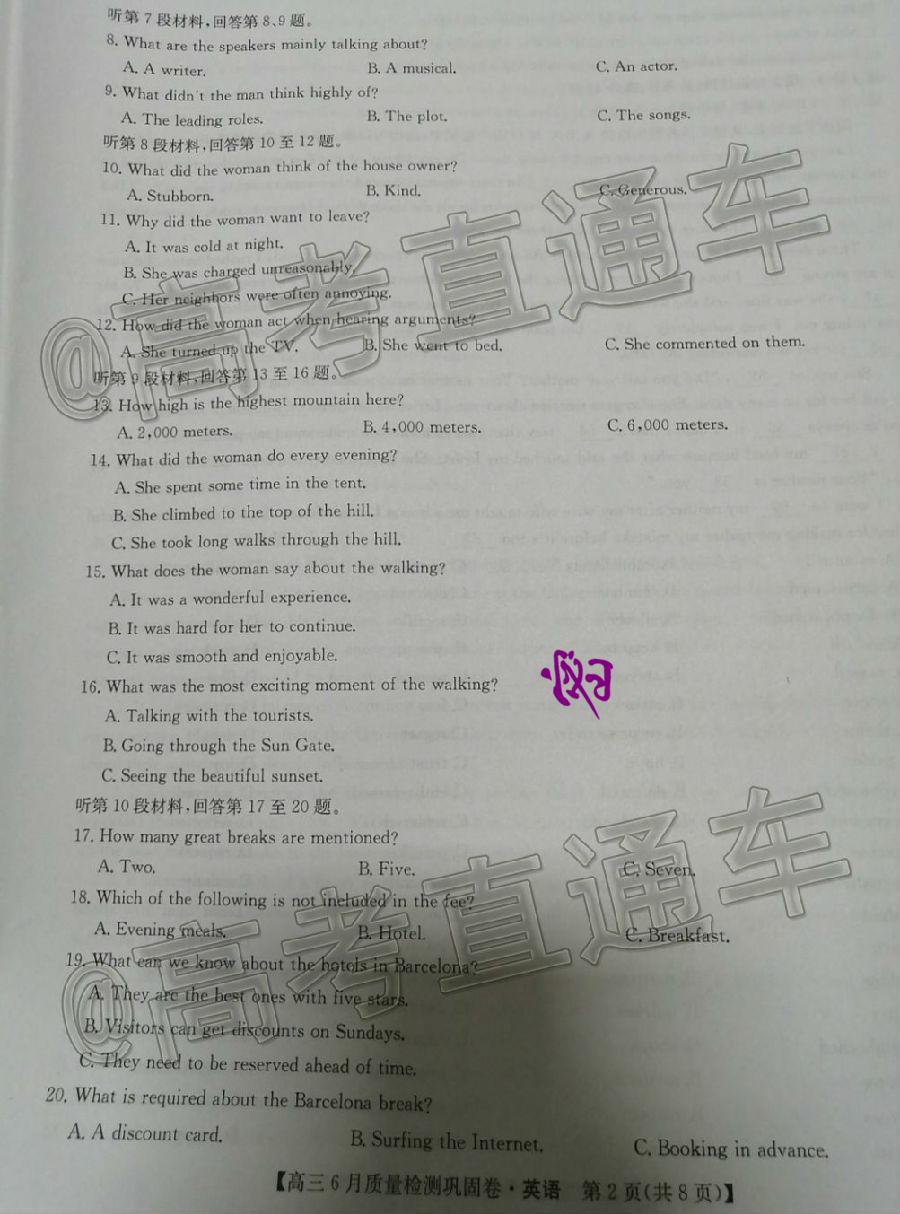 听第7段材料,回答第8、9题。
8. What are the speakers mainly talking about?
A. A writer. B. A musical. C. An actor.
9. What didn't the man think highly of?
A. The leading roles. B. The plot. C. The songs.
听第8段材料,回答第10至12题。
10. What did the woman think of the house owner?
A. Stubborn. B. Kind. C. Generous.
11. Why did the woman want to leave?
A. It was cold at night.
B. She was charged unreasonably.
C. Her neighbors were often annoying.
12. How did the woman act when hearing arguments?
A. She turned up the TV. B. She went to bed. C. She commented on them.
听第9段材料,回答第13至16题。
13. How high is the highest mountain here?
A. 2,000 meters. B. 4,000 meters. C. 6,000 meters.
14. What did the woman do every evening?
A. She spent some time in the tent.
B. She climbed to the top of the hill.
C. She took long walks through the hill.
15. What does the woman say about the walking?
A. It was a wonderful experience.
B. It was hard for her to continue.
C. It was smooth and enjoyable.
16. What was the most exciting moment of the walking?
A. Talking with the tourists.
B. Going through the Sun Gate.
C. Seeing the beautiful sunset.
听第10段材料,回答第17至20题。
17. How many great breaks are mentioned?
A. Two. B. Five. C. Seven.
18. Which of the following is not included in the fee?
A. Evening meals. B. Hotel. C. Breakfast.
19. What can we know about the hotels in Barcelona?
A. They are the best ones with five stars.
B. Visitors can get discounts on Sundays.
C. They need to be reserved ahead of time.
20. What is required about the Barcelona break?
A. A discount card. B. Surfing the Internet. C. Booking in advance.
【高三6月质量检测巩固卷·英语 第2页(共8页)】
@高考直通车
@高考直通车